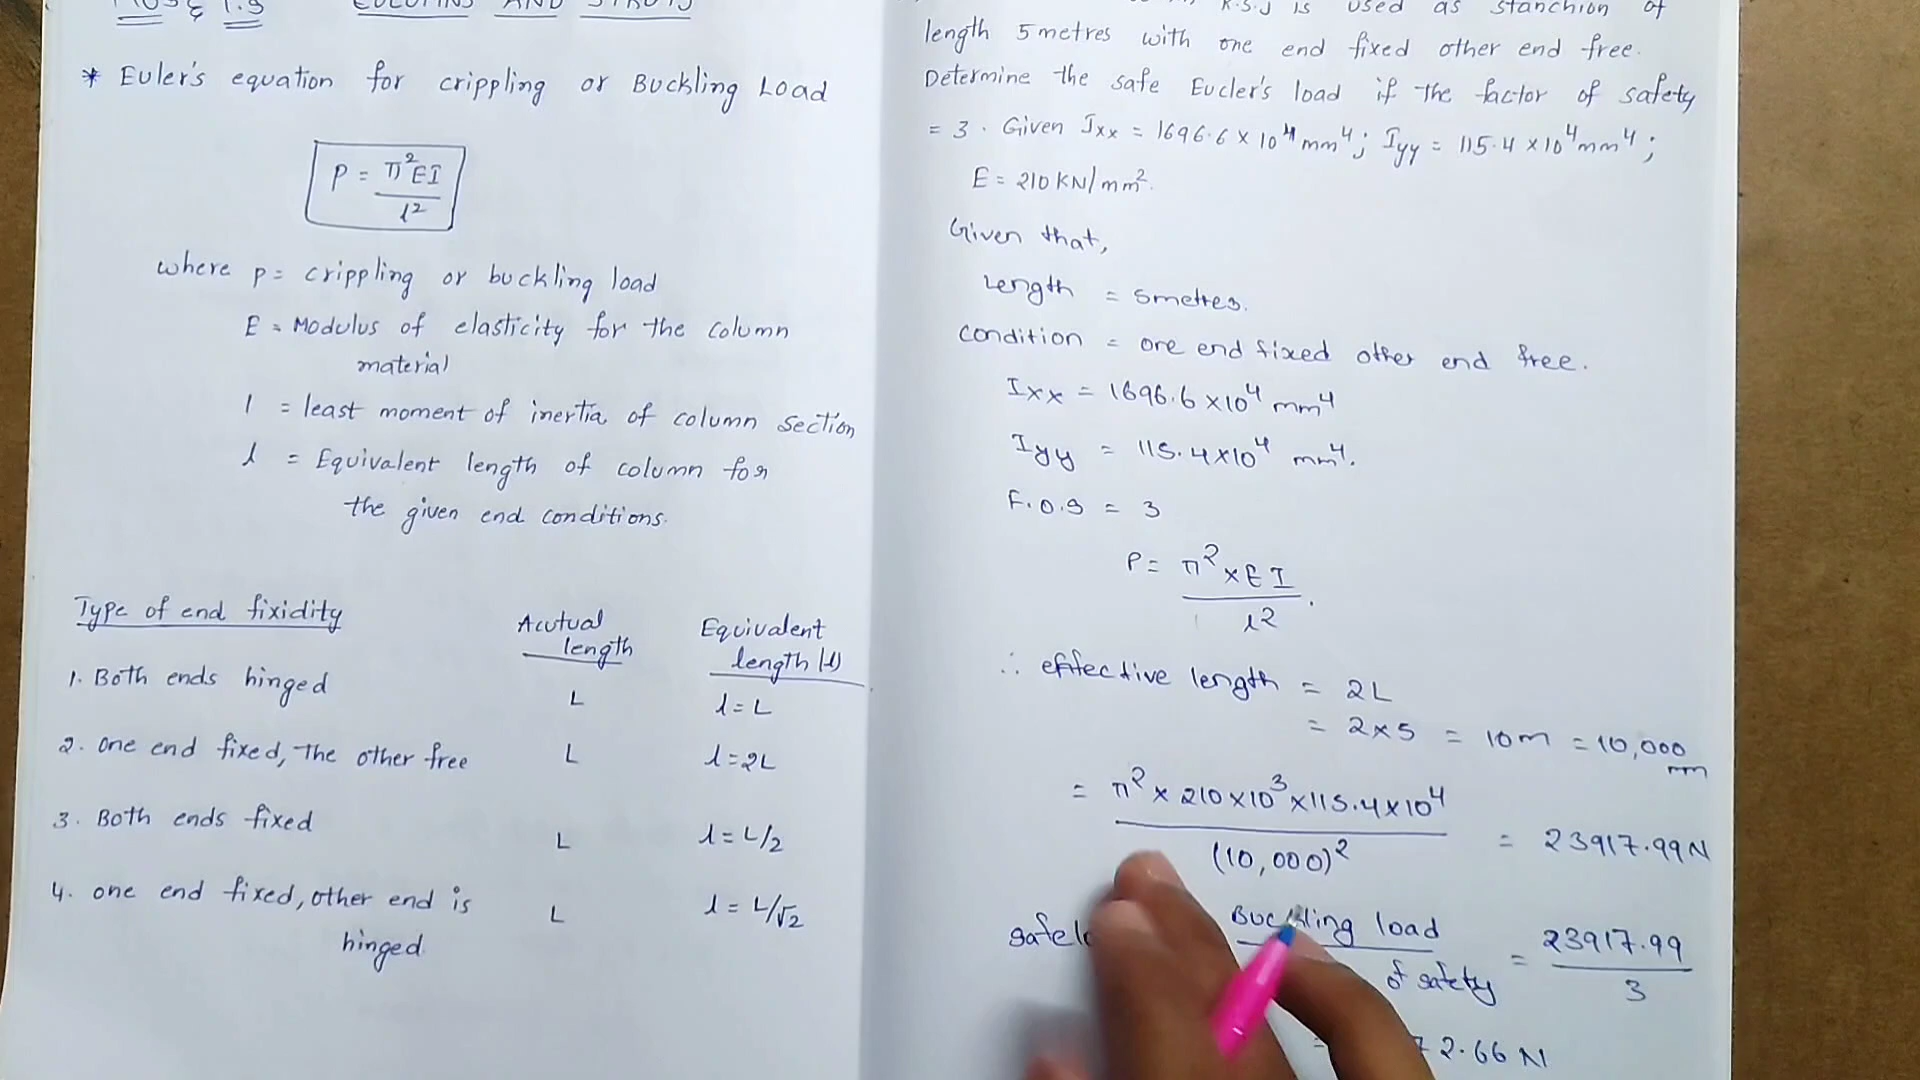 COLUMNS AND STRUTS
* Euler's equation for crippling or Buckling Load
P = π²EI / l²
where p = crippling or buckling load
E = Modulus of elasticity for the column
material
I = least moment of inertia of column section
l = Equivalent length of column for
the given end conditions.
Type of end fixidity
Acutual length
Equivalent length (l)
1. Both ends hinged L l = L
2. one end fixed, The other free L l = 2L
3. Both ends fixed L l = L/2
4. one end fixed, other end is L l = L/√2
hinged
R.S.J is used as stanchion of
length 5 metres with one end fixed other end free.
Determine the safe Eucler's load if the factor of safety
= 3. Given Ixx = 1696.6 × 10⁴ mm⁴; Iyy = 115.4 × 10⁴ mm⁴;
E = 210 KN/mm².
Given that,
Length = 5metres.
condition = one end fixed other end free.
Ixx = 1696.6 × 10⁴ mm⁴
Iyy = 115.4 × 10⁴ mm⁴.
F.O.S = 3
P = π² × E I / l².
∴ effective length = 2L
= 2 × 5 = 10m = 10,000 mm
= π² × 210 × 10³ × 115.4 × 10⁴ / (10,000)² = 23917.99 N
Buckling load / of safety = 23917.99 / 3
2.66 N